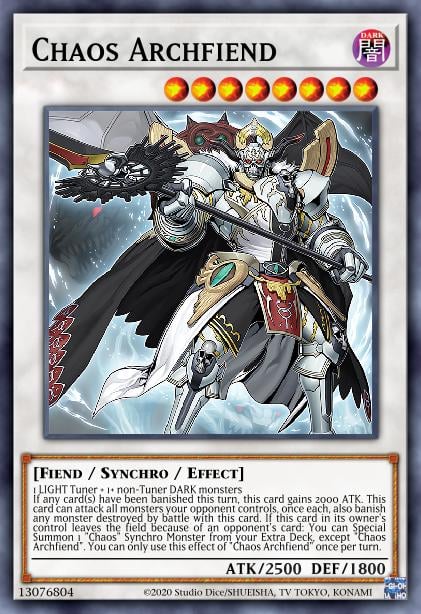 CHAOS ARCHFIEND
DARK
闇
[FIEND / SYNCHRO / EFFECT]
1 LIGHT Tuner + 1+ non-Tuner DARK monsters
If any card(s) have been banished this turn, this card gains 2000 ATK. This
card can attack all monsters your opponent controls, once each, also banish
any monster destroyed by battle with this card. If this card in its owner's
control leaves the field because of an opponent's card: You can Special
Summon 1 "Chaos" Synchro Monster from your Extra Deck, except "Chaos
Archfiend". You can only use this effect of "Chaos Archfiend" once per turn.
ATK/2500 DEF/1800
13076804 ©2020 Studio Dice/SHUEISHA, TV TOKYO, KONAMI